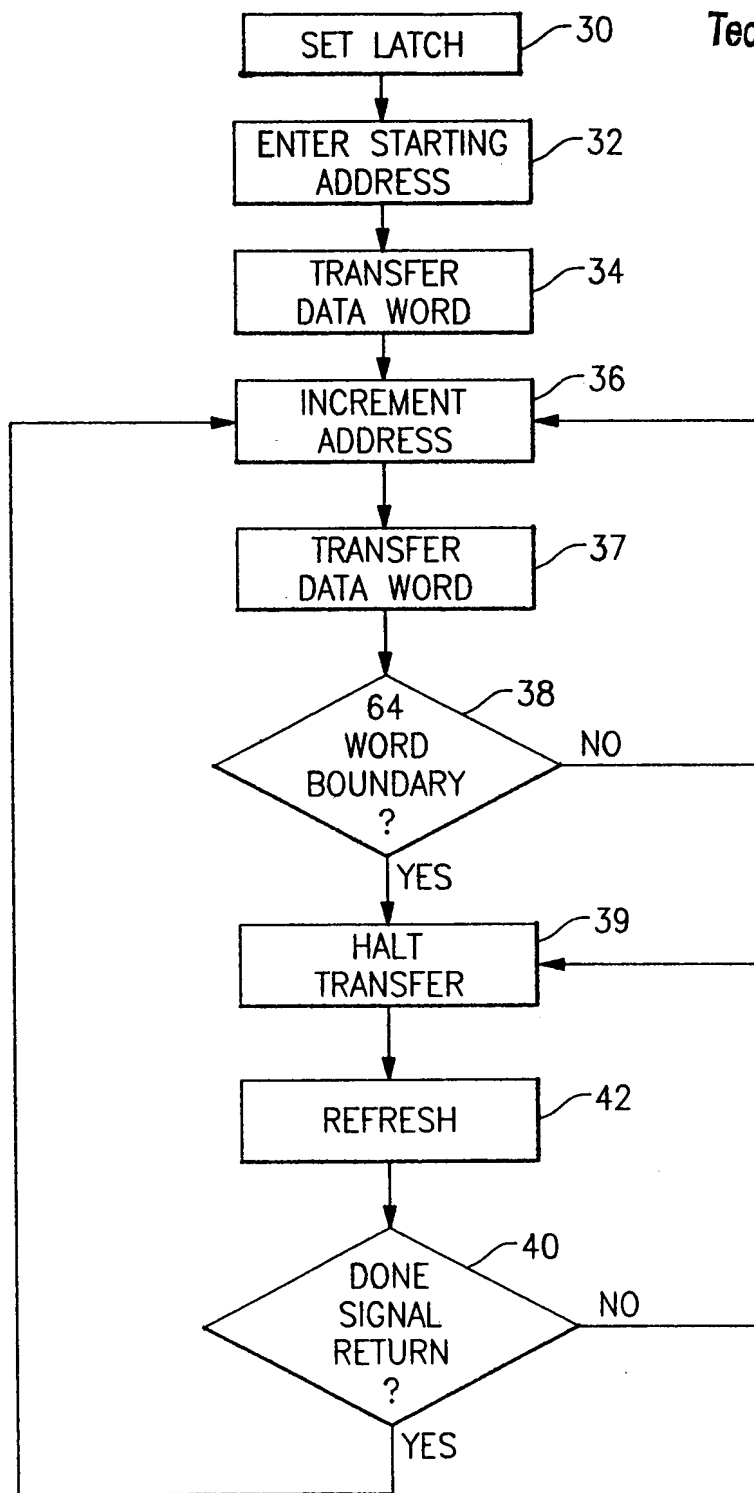 SET LATCH
30
ENTER STARTING
ADDRESS
32
TRANSFER
DATA WORD
34
INCREMENT
ADDRESS
36
TRANSFER
DATA WORD
37
64
WORD
BOUNDARY
?
38
NO
YES
HALT
TRANSFER
39
REFRESH
42
DONE
SIGNAL
RETURN
?
40
NO
YES